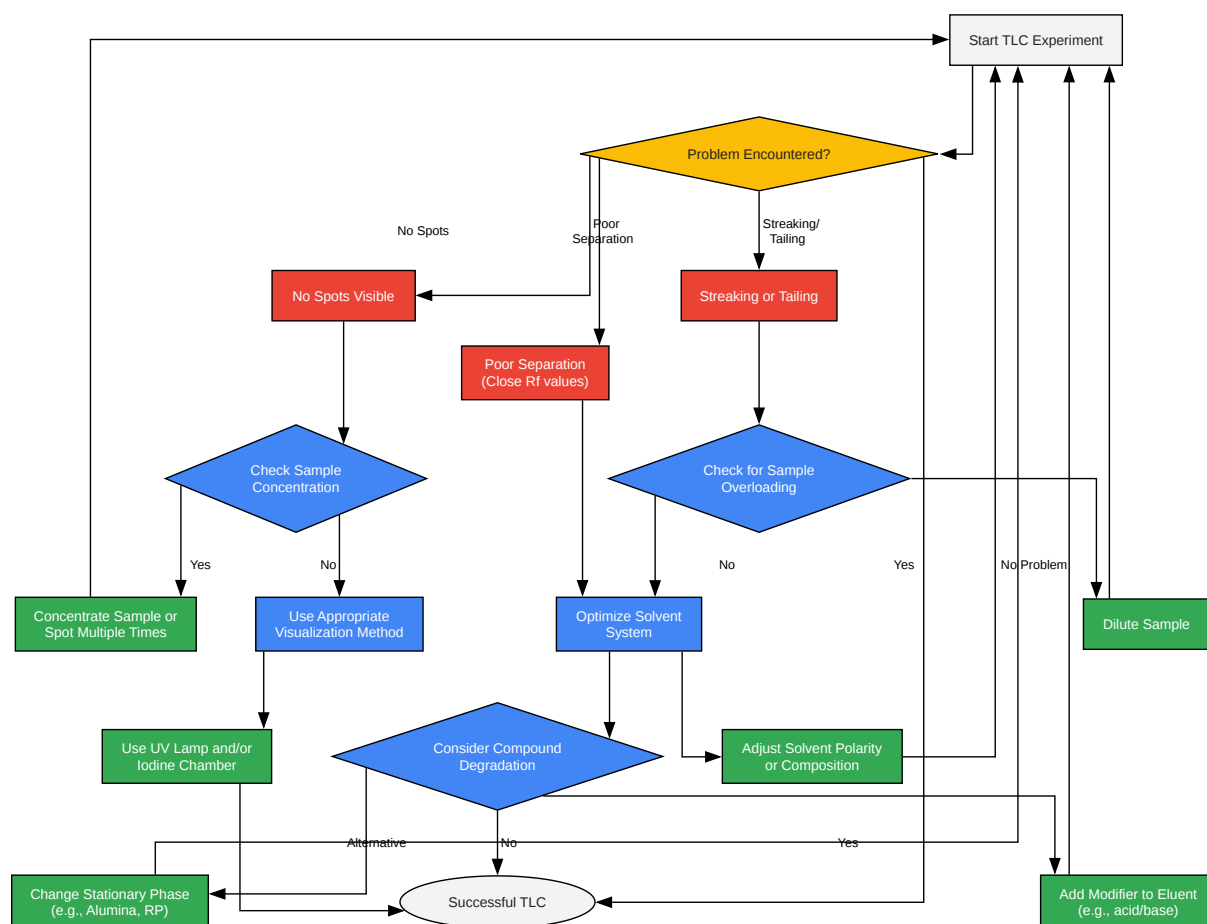 Start TLC Experiment
Problem Encountered?
No Spots
Poor
Separation
Streaking/
Tailing
No Spots Visible
Streaking or Tailing
Poor Separation
(Close Rf values)
Check Sample
Concentration
Check for Sample
Overloading
Yes
No
No
Yes
No Problem
Concentrate Sample or
Spot Multiple Times
Use Appropriate
Visualization Method
Optimize Solvent
System
Dilute Sample
Use UV Lamp and/or
Iodine Chamber
Consider Compound
Degradation
Adjust Solvent Polarity
or Composition
Alternative
No
Yes
Change Stationary Phase
(e.g., Alumina, RP)
Successful TLC
Add Modifier to Eluent
(e.g., acid/base)